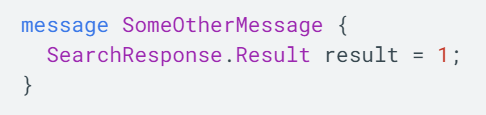 message SomeOtherMessage {
  SearchResponse.Result result = 1;
}